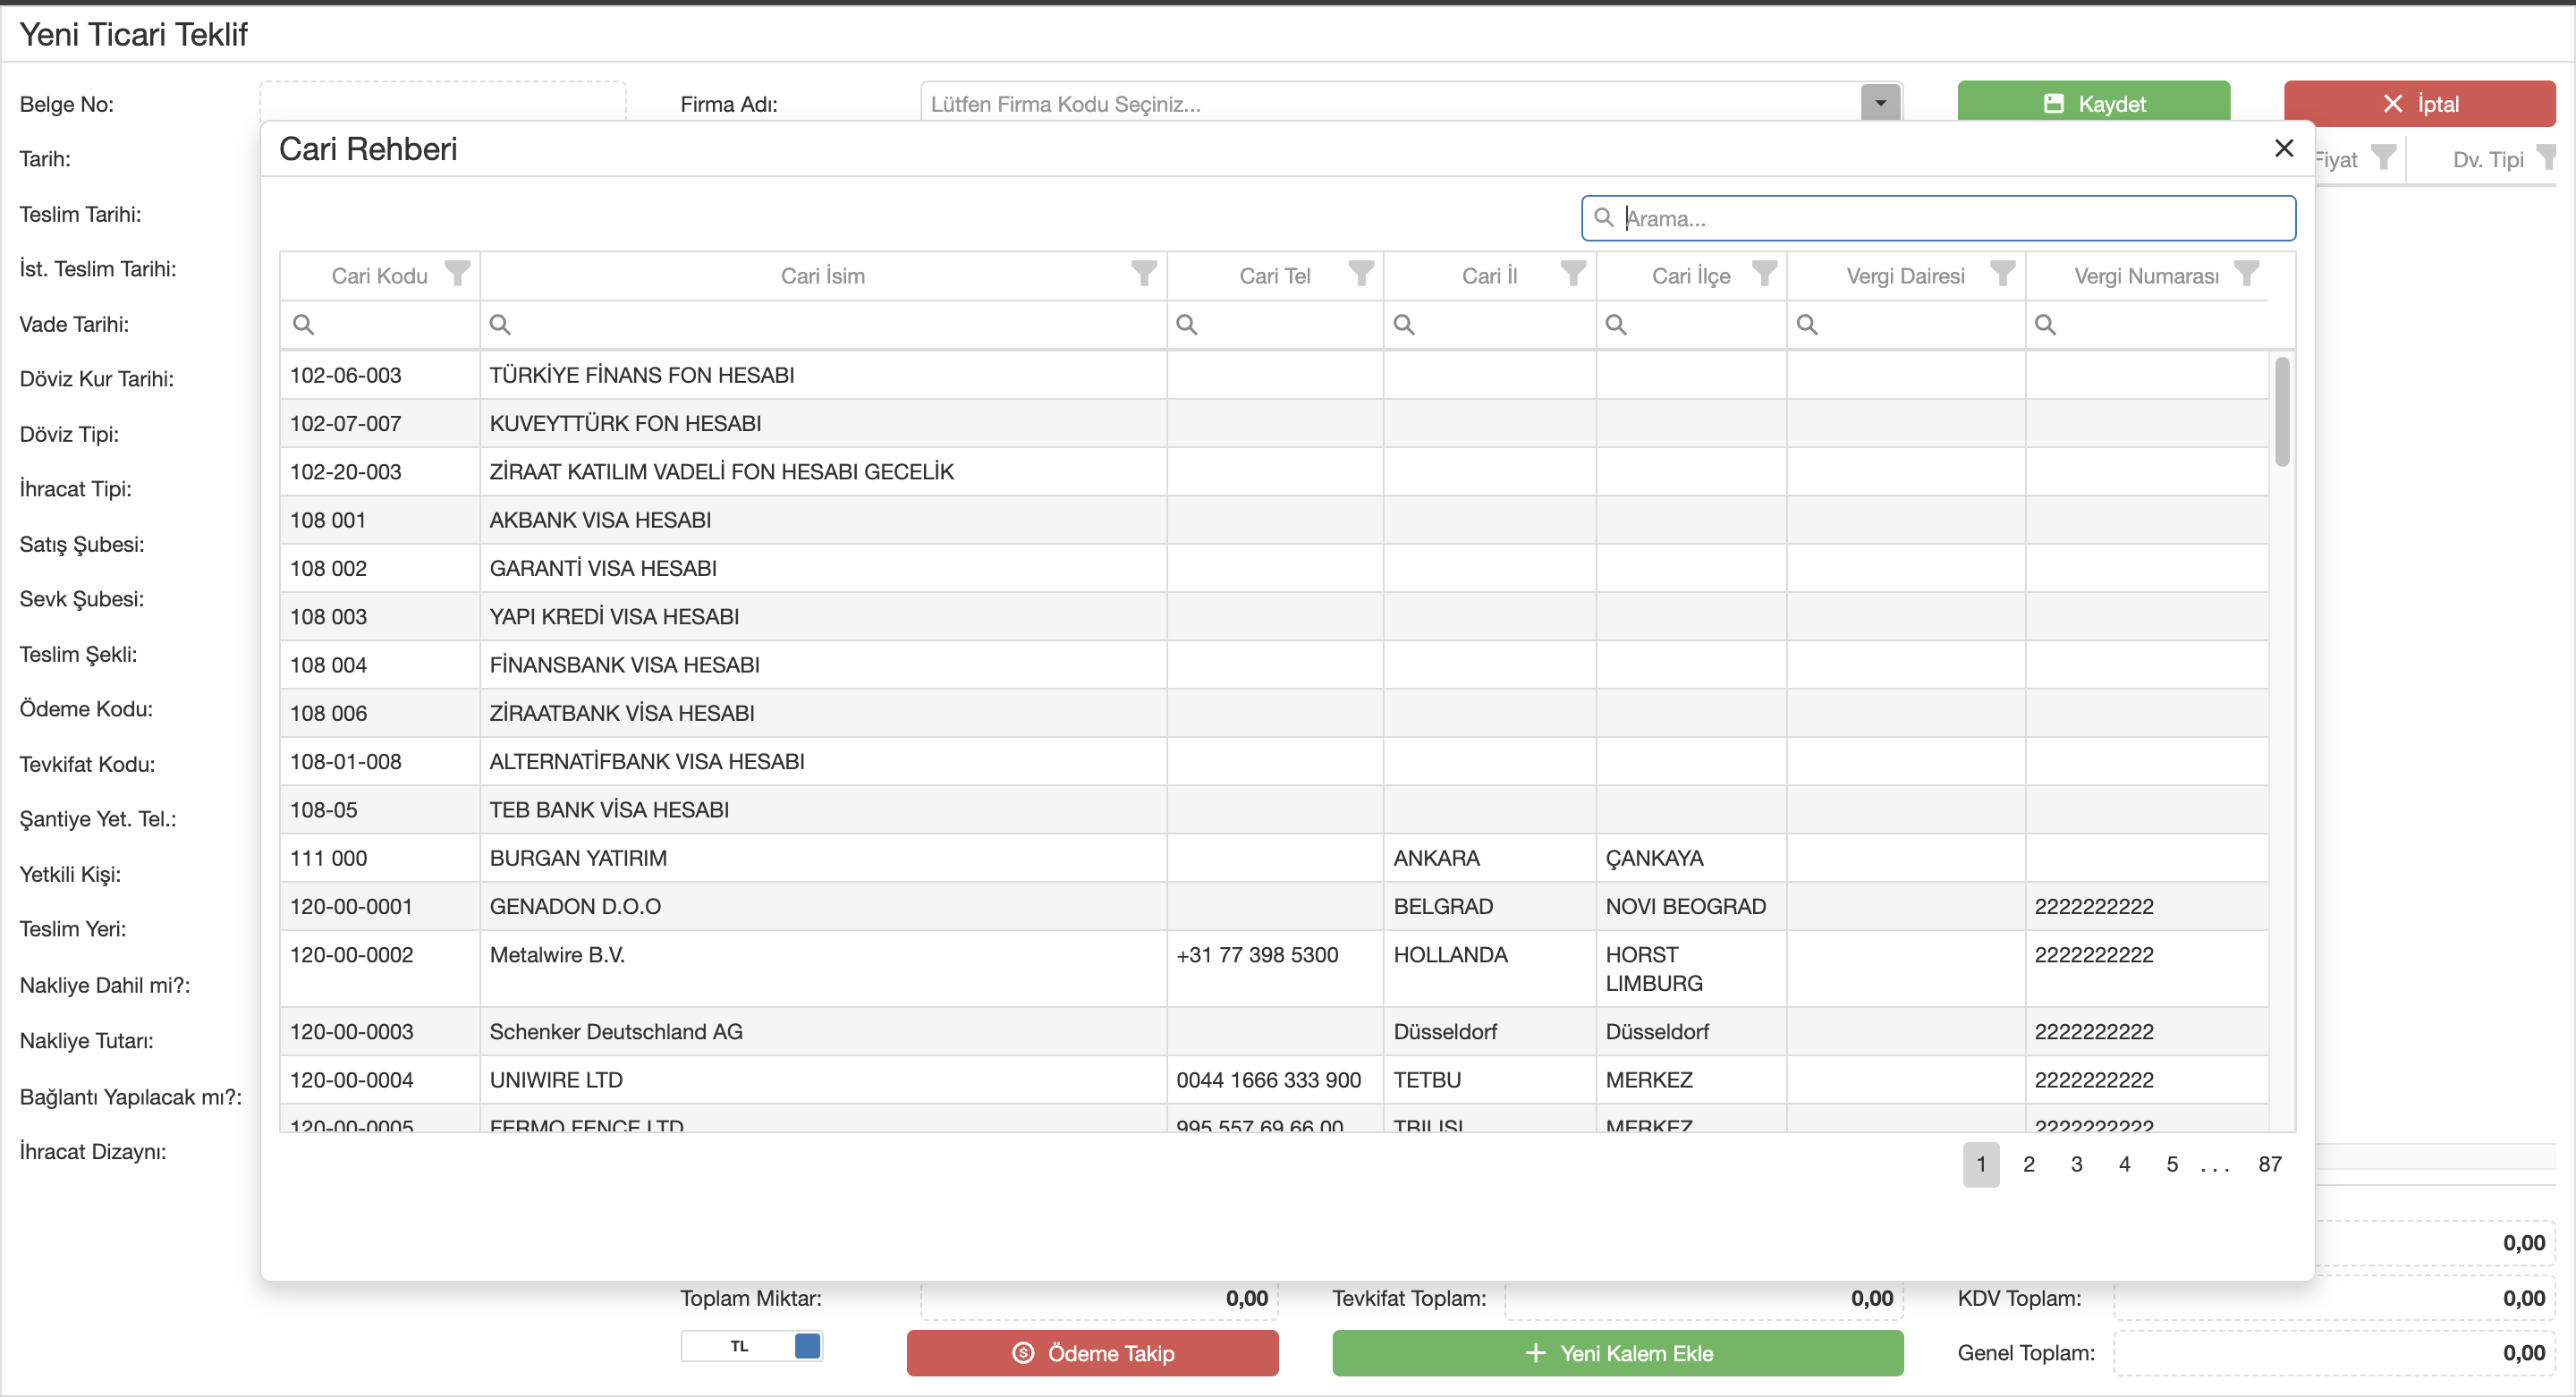 Yeni Ticari Teklif
Belge No:
Firma Adı:
Lütfen Firma Kodu Seçiniz...
Kaydet
İptal
Tarih:
Teslim Tarihi:
İst. Teslim Tarihi:
Vade Tarihi:
Döviz Kur Tarihi:
Döviz Tipi:
İhracat Tipi:
Satış Şubesi:
Sevk Şubesi:
Teslim Şekli:
Ödeme Kodu:
Tevkifat Kodu:
Şantiye Yet. Tel.:
Yetkili Kişi:
Teslim Yeri:
Nakliye Dahil mi?:
Nakliye Tutarı:
Bağlantı Yapılacak mı?:
İhracat Dizaynı:
Fiyat Dv. Tipi
Cari Rehberi
Arama...
Cari Kodu Cari İsim Cari Tel Cari İl Cari İlçe Vergi Dairesi Vergi Numarası
102-06-003 TÜRKİYE FİNANS FON HESABI
102-07-007 KUVEYTTÜRK FON HESABI
102-20-003 ZİRAAT KATILIM VADELİ FON HESABI GECELİK
108 001 AKBANK VISA HESABI
108 002 GARANTİ VISA HESABI
108 003 YAPI KREDİ VISA HESABI
108 004 FİNANSBANK VISA HESABI
108 006 ZİRAATBANK VİSA HESABI
108-01-008 ALTERNATİFBANK VISA HESABI
108-05 TEB BANK VİSA HESABI
111 000 BURGAN YATIRIM ANKARA ÇANKAYA
120-00-0001 GENADON D.O.O BELGRAD NOVI BEOGRAD 2222222222
120-00-0002 Metalwire B.V. +31 77 398 5300 HOLLANDA HORST LIMBURG 2222222222
120-00-0003 Schenker Deutschland AG Düsseldorf Düsseldorf 2222222222
120-00-0004 UNIWIRE LTD 0044 1666 333 900 TETBU MERKEZ 2222222222
120-00-0005 FERMO FENCE LTD 995 557 69 66 00 TBILISI MERKEZ 2222222222
1 2 3 4 5 . . . 87
0,00
Toplam Miktar: 0,00 Tevkifat Toplam: 0,00 KDV Toplam: 0,00
TL Ödeme Takip Yeni Kalem Ekle Genel Toplam: 0,00